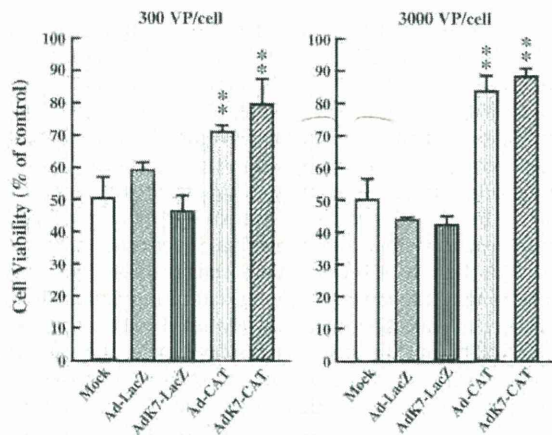 300 VP/cell
3000 VP/cell
Cell Viability (% of control)
100
90
80
70
60
50
40
30
20
10
0
**
**
Mock
Ad-LacZ
AdK7-LacZ
Ad-CAT
AdK7-CAT
100
90
80
70
60
50
40
30
20
10
0
**
**
Mock
Ad-LacZ
AdK7-LacZ
Ad-CAT
AdK7-CAT